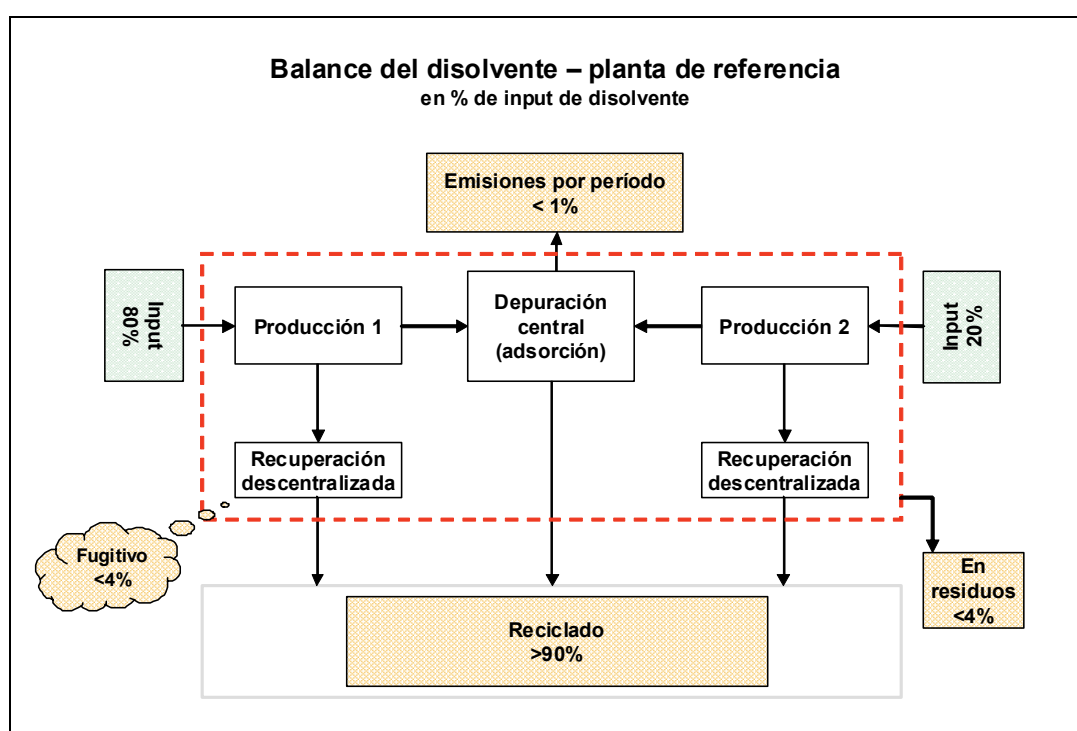 Balance del disolvente – planta de referencia
en % de input de disolvente
Emisiones por período
< 1%
Input
80%
Producción 1
Depuración
central
(adsorción)
Producción 2
Input
20%
Recuperación
descentralizada
Recuperación
descentralizada
Fugitivo
<4%
En
residuos
<4%
Reciclado
>90%